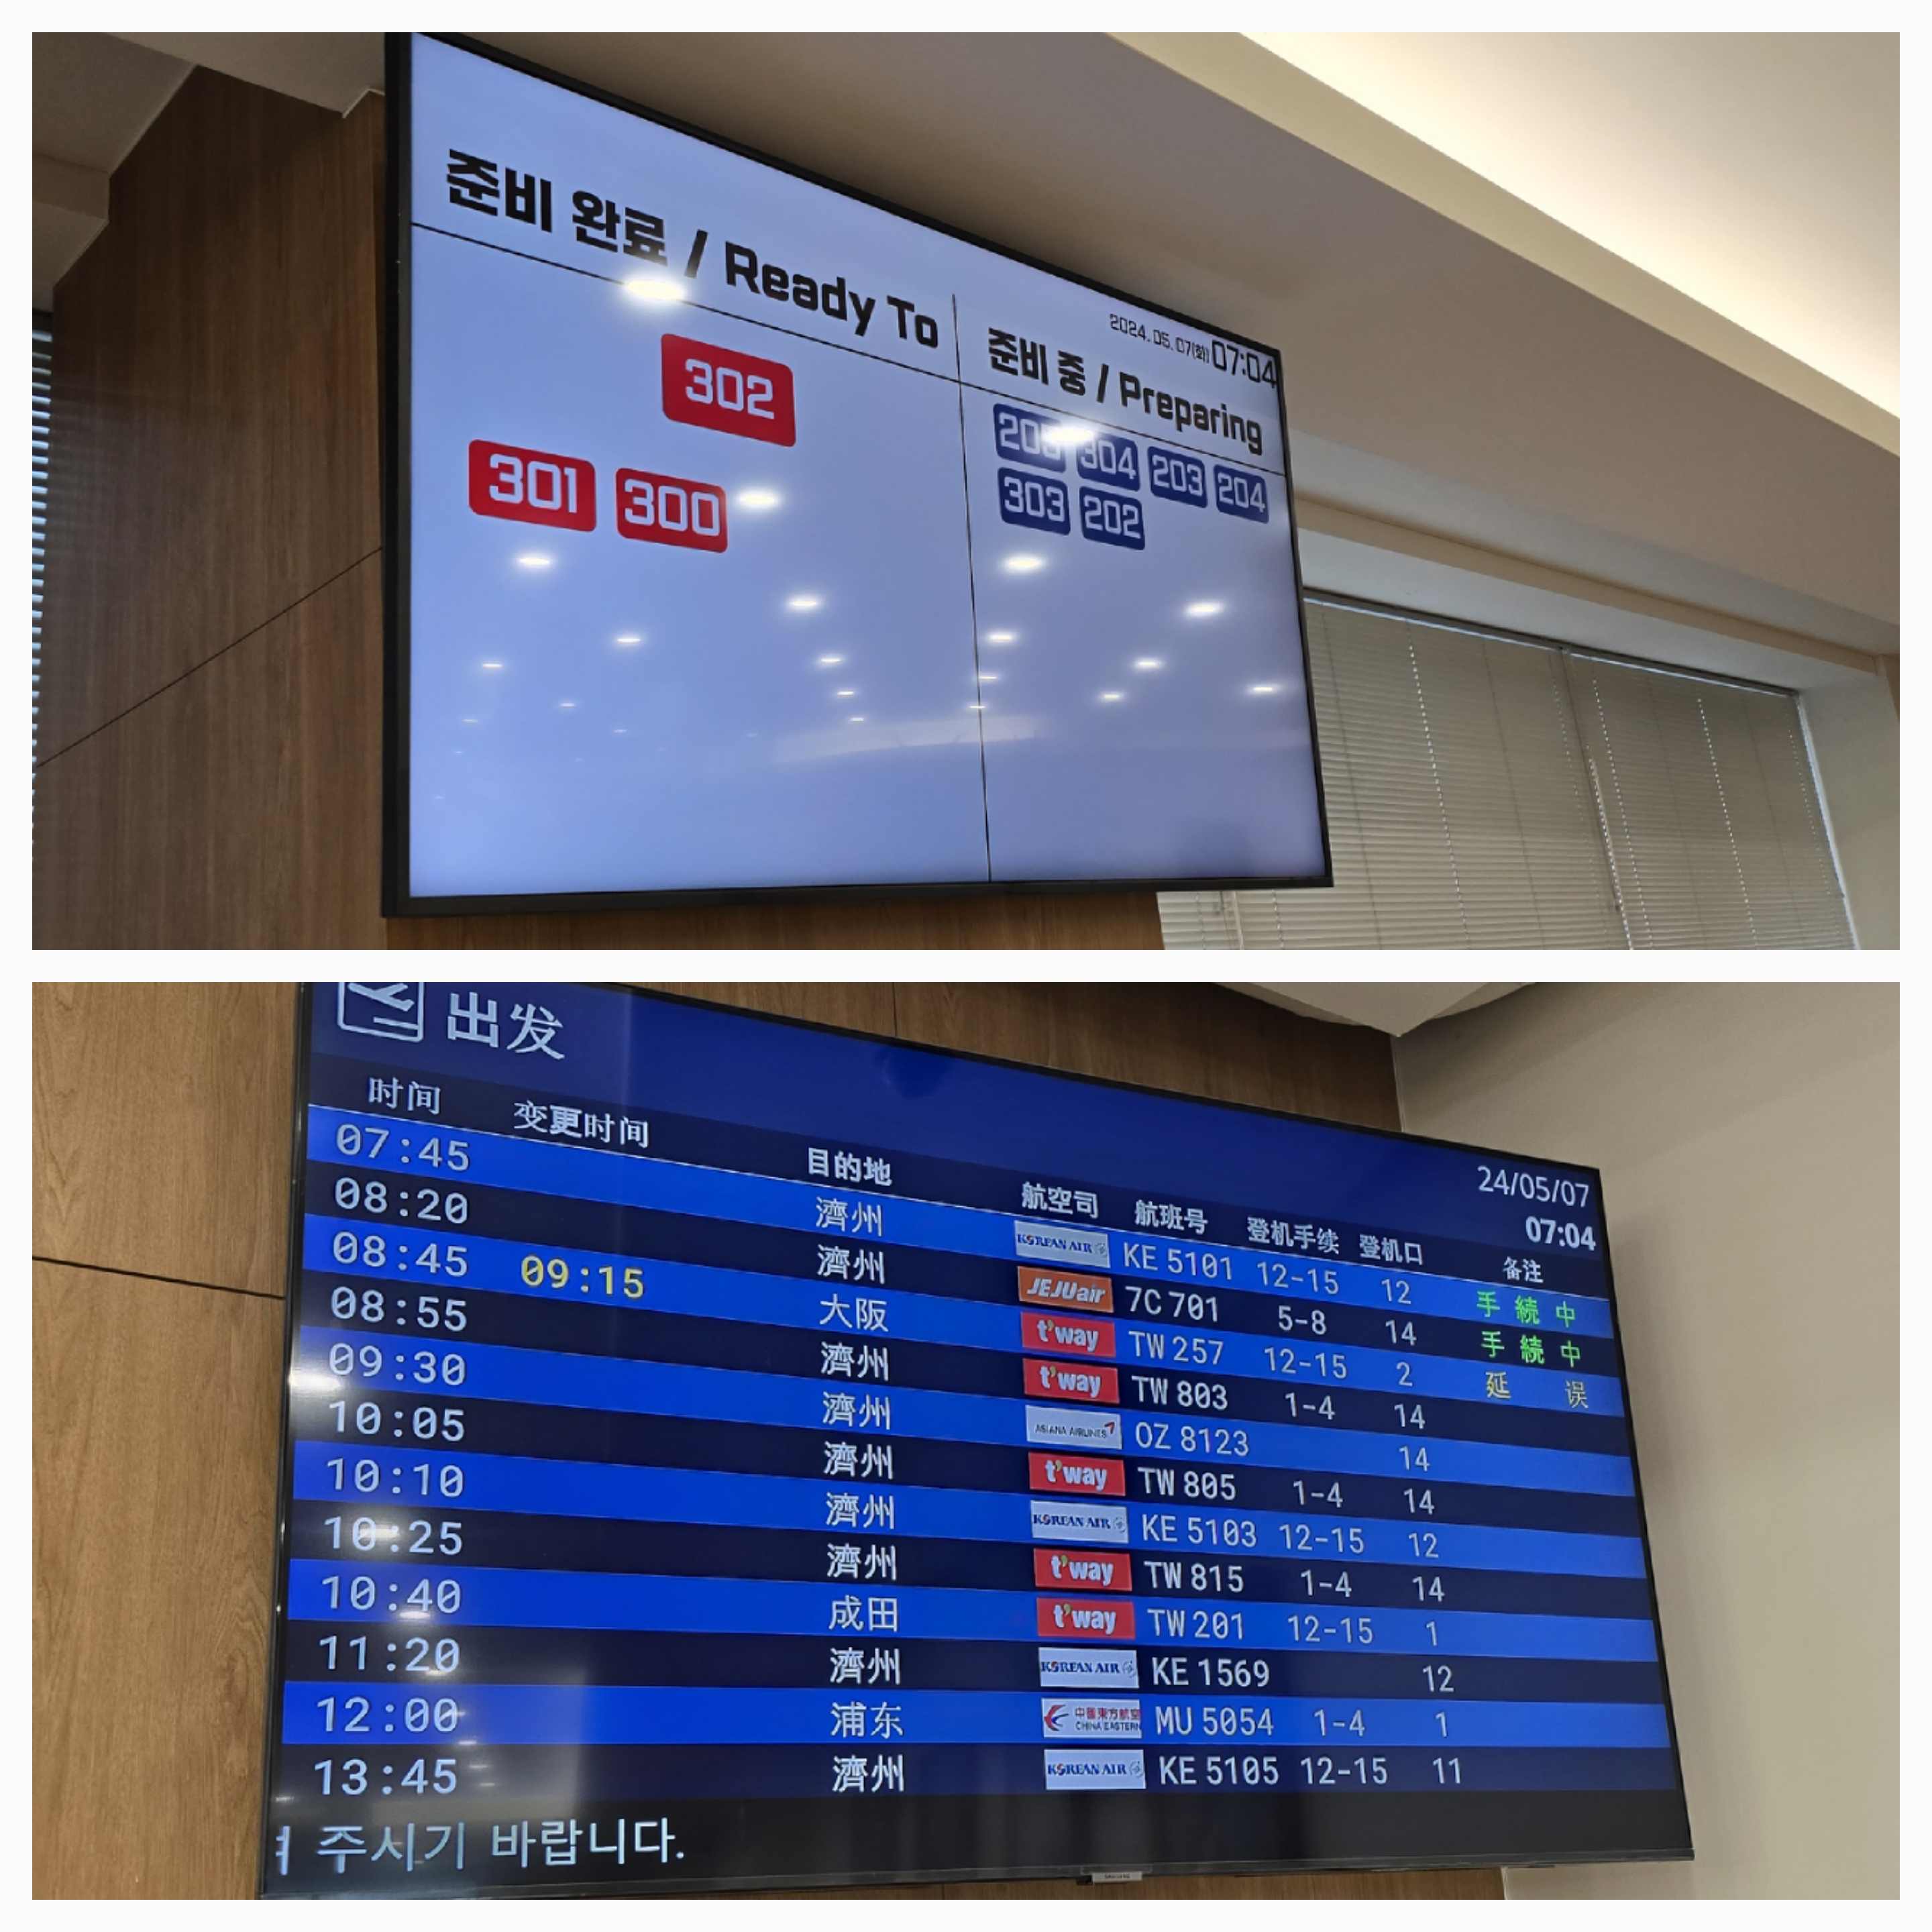 준비 완료 / Ready To
302
301 300
2024. 05. 07(화) 07:04
준비 중 / Preparing
304 203 204
303 202
出发
24/05/07
07:04
时间 变更时间 目的地 航空司 航班号 登机手续 登机口 备注
07:45 濟州 KOREAN AIR KE 5101 12-15 12 手 続 中
08:20 濟州 JEJUair 7C 701 5-8 14 手 続 中
08:45 09:15 大阪 t'way TW 257 12-15 2 延 误
08:55 濟州 t'way TW 803 1-4 14
09:30 濟州 ASIANA AIRLINES OZ 8123 14
10:05 濟州 t'way TW 805 1-4 14
10:10 濟州 KOREAN AIR KE 5103 12-15 12
10:25 濟州 t'way TW 815 1-4 14
10:40 成田 t'way TW 201 12-15 1
11:20 濟州 KOREAN AIR KE 1569 12
12:00 浦东 中國東方航空 CHINA EASTERN MU 5054 1-4 1
13:45 濟州 KOREAN AIR KE 5105 12-15 11
주시기 바랍니다.